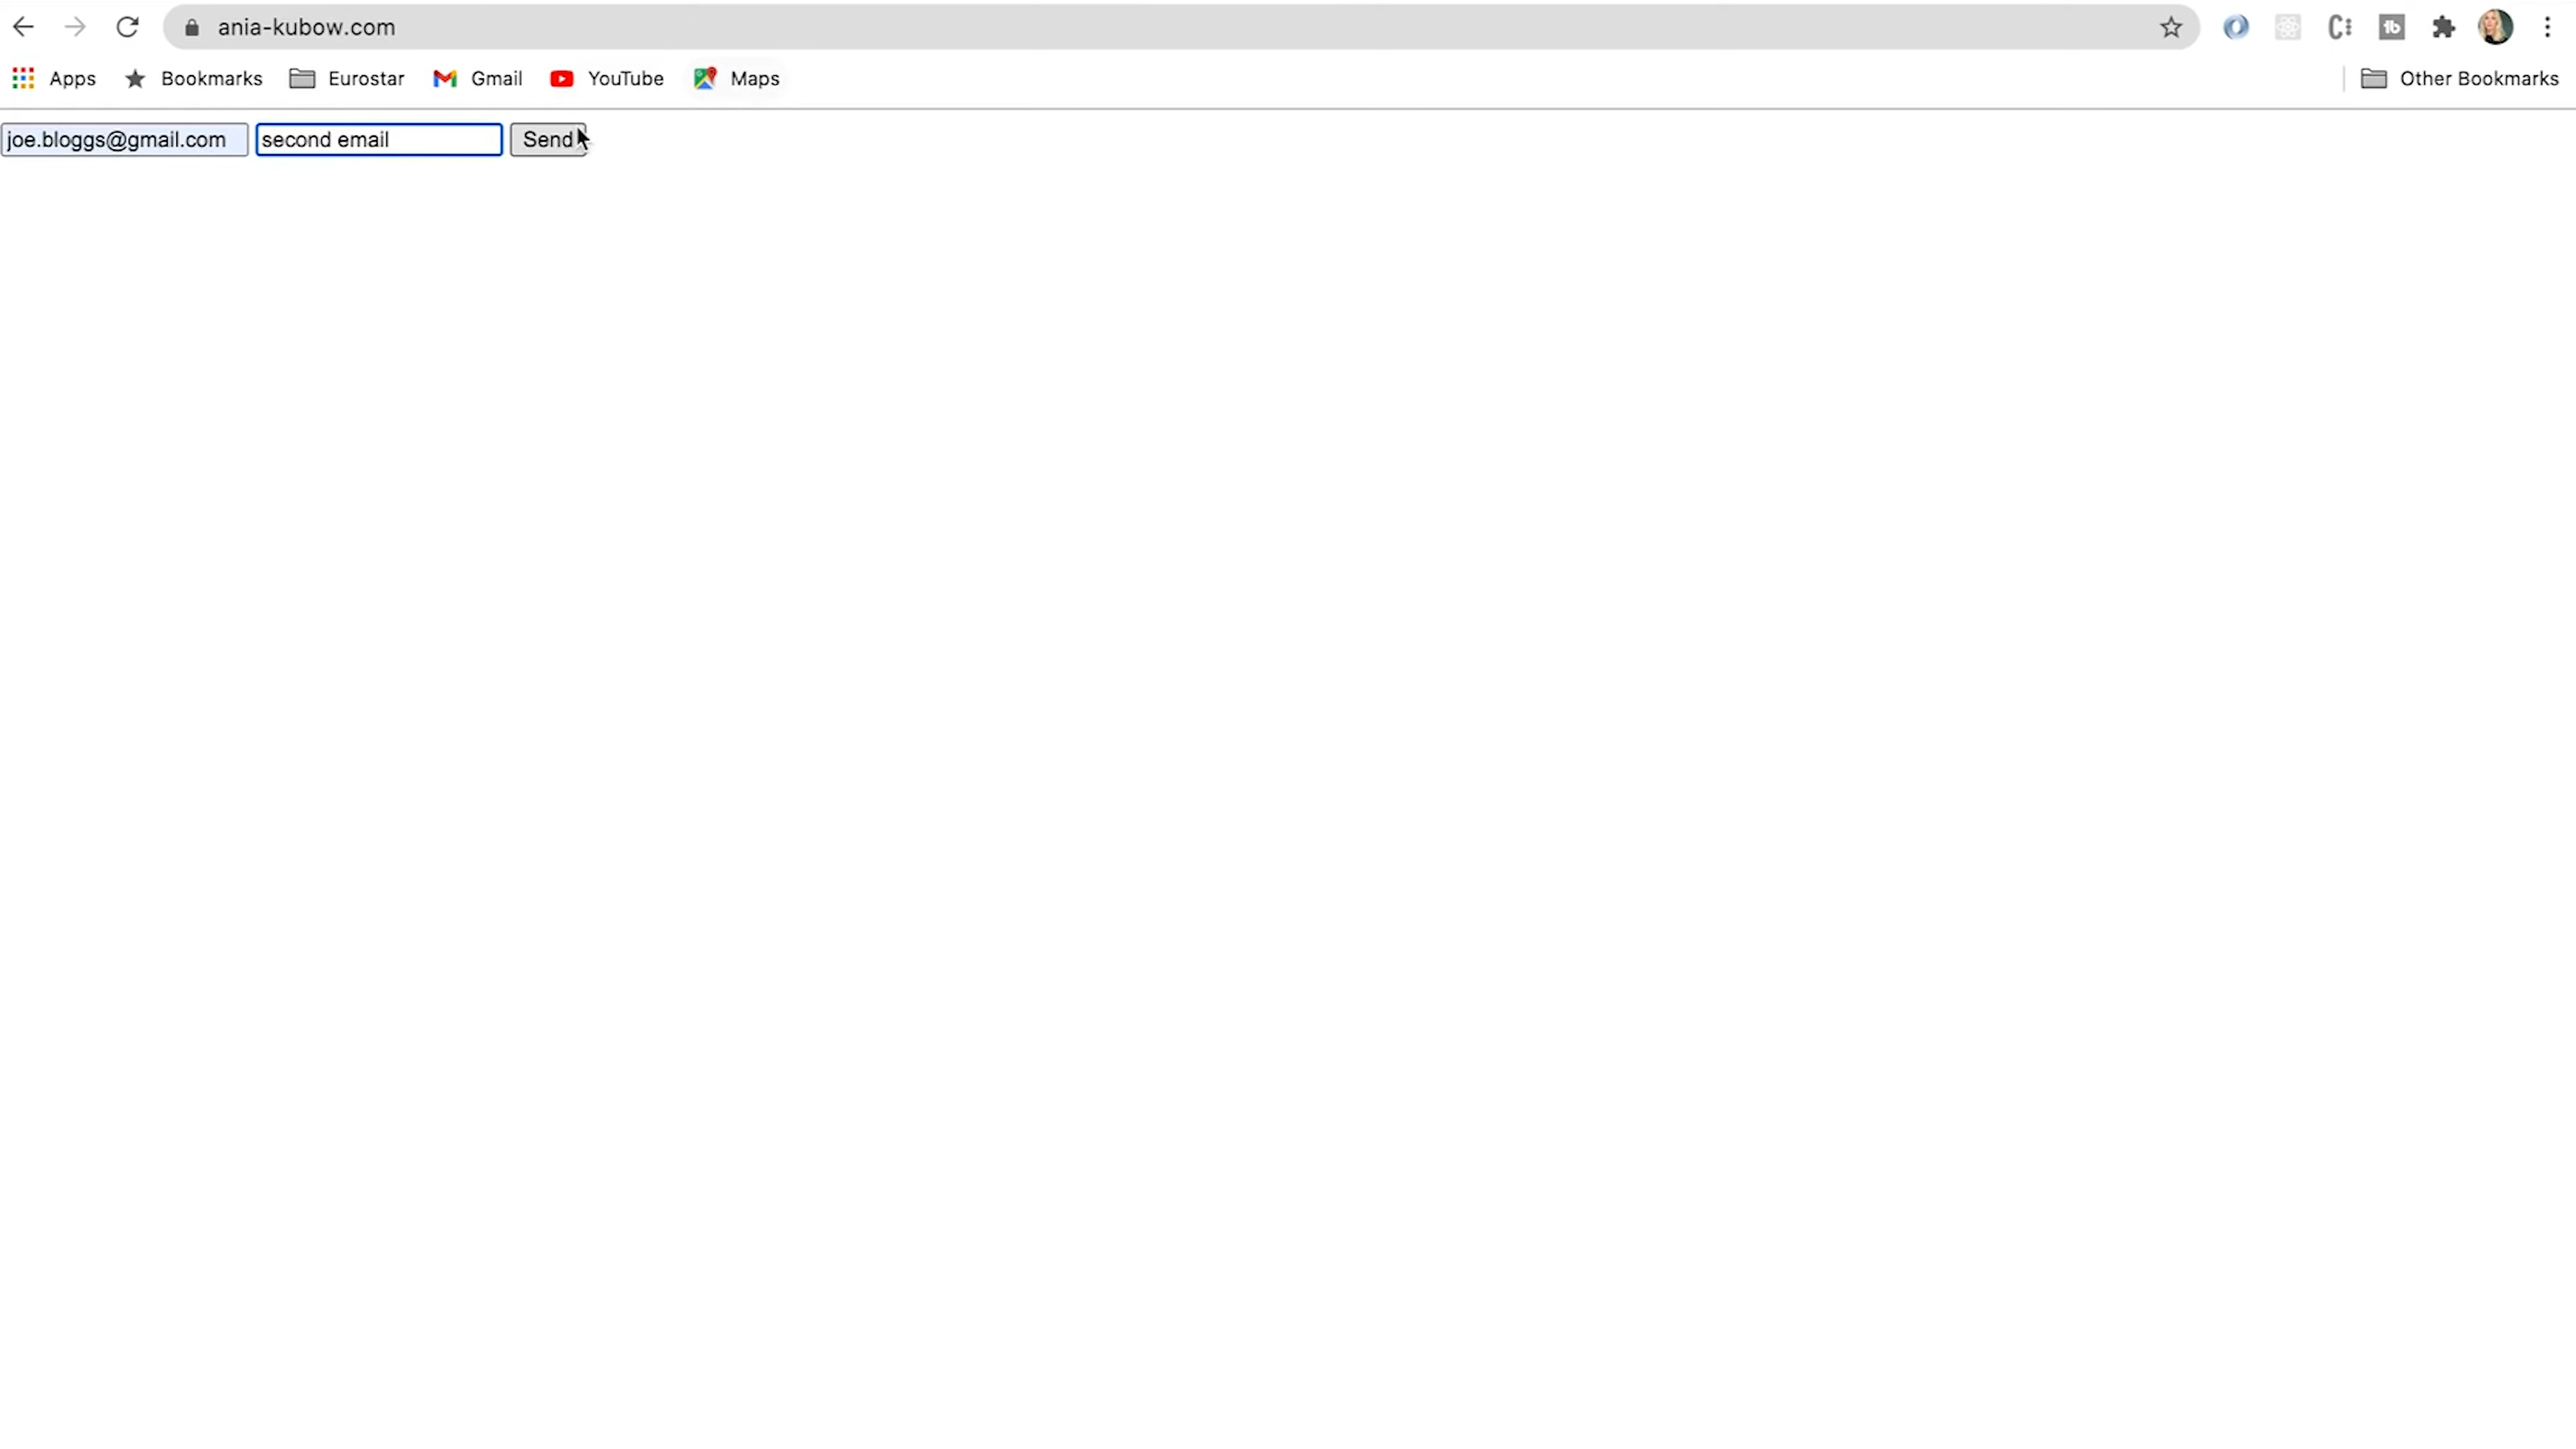 ania-kubow.com
Apps Bookmarks Eurostar Gmail YouTube Maps Other Bookmarks
joe.bloggs@gmail.com second email Send